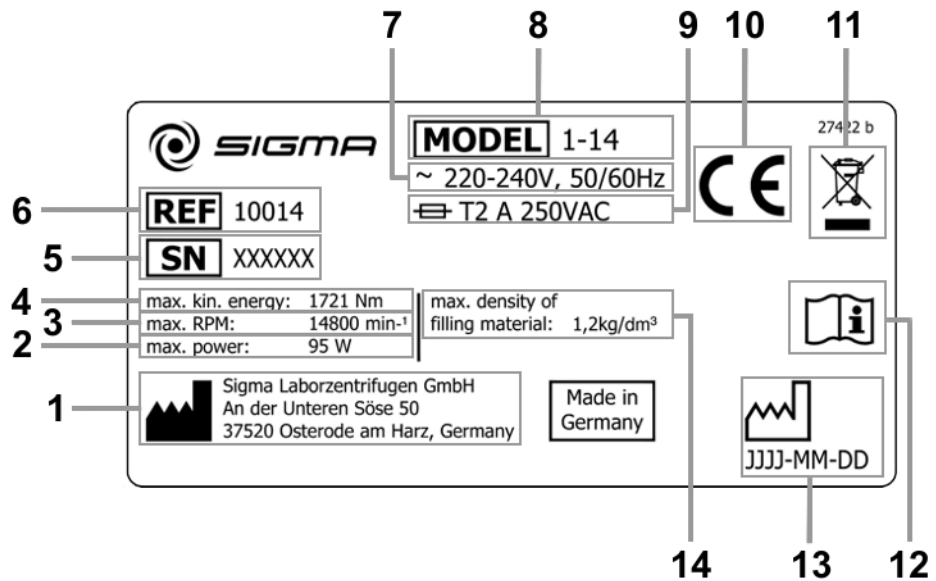 7 8 9 10 11
27422 b
SIGMA
MODEL 1-14
~ 220-240V, 50/60Hz
T2 A 250VAC
CE
6
REF 10014
5
SN XXXXXX
4
max. kin. energy: 1721 Nm
3
max. RPM: 14800 min-¹
2
max. power: 95 W
max. density of
filling material: 1,2kg/dm³
i
1
Sigma Laborzentrifugen GmbH
An der Unteren Söse 50
37520 Osterode am Harz, Germany
Made in
Germany
JJJJ-MM-DD
14 13 12